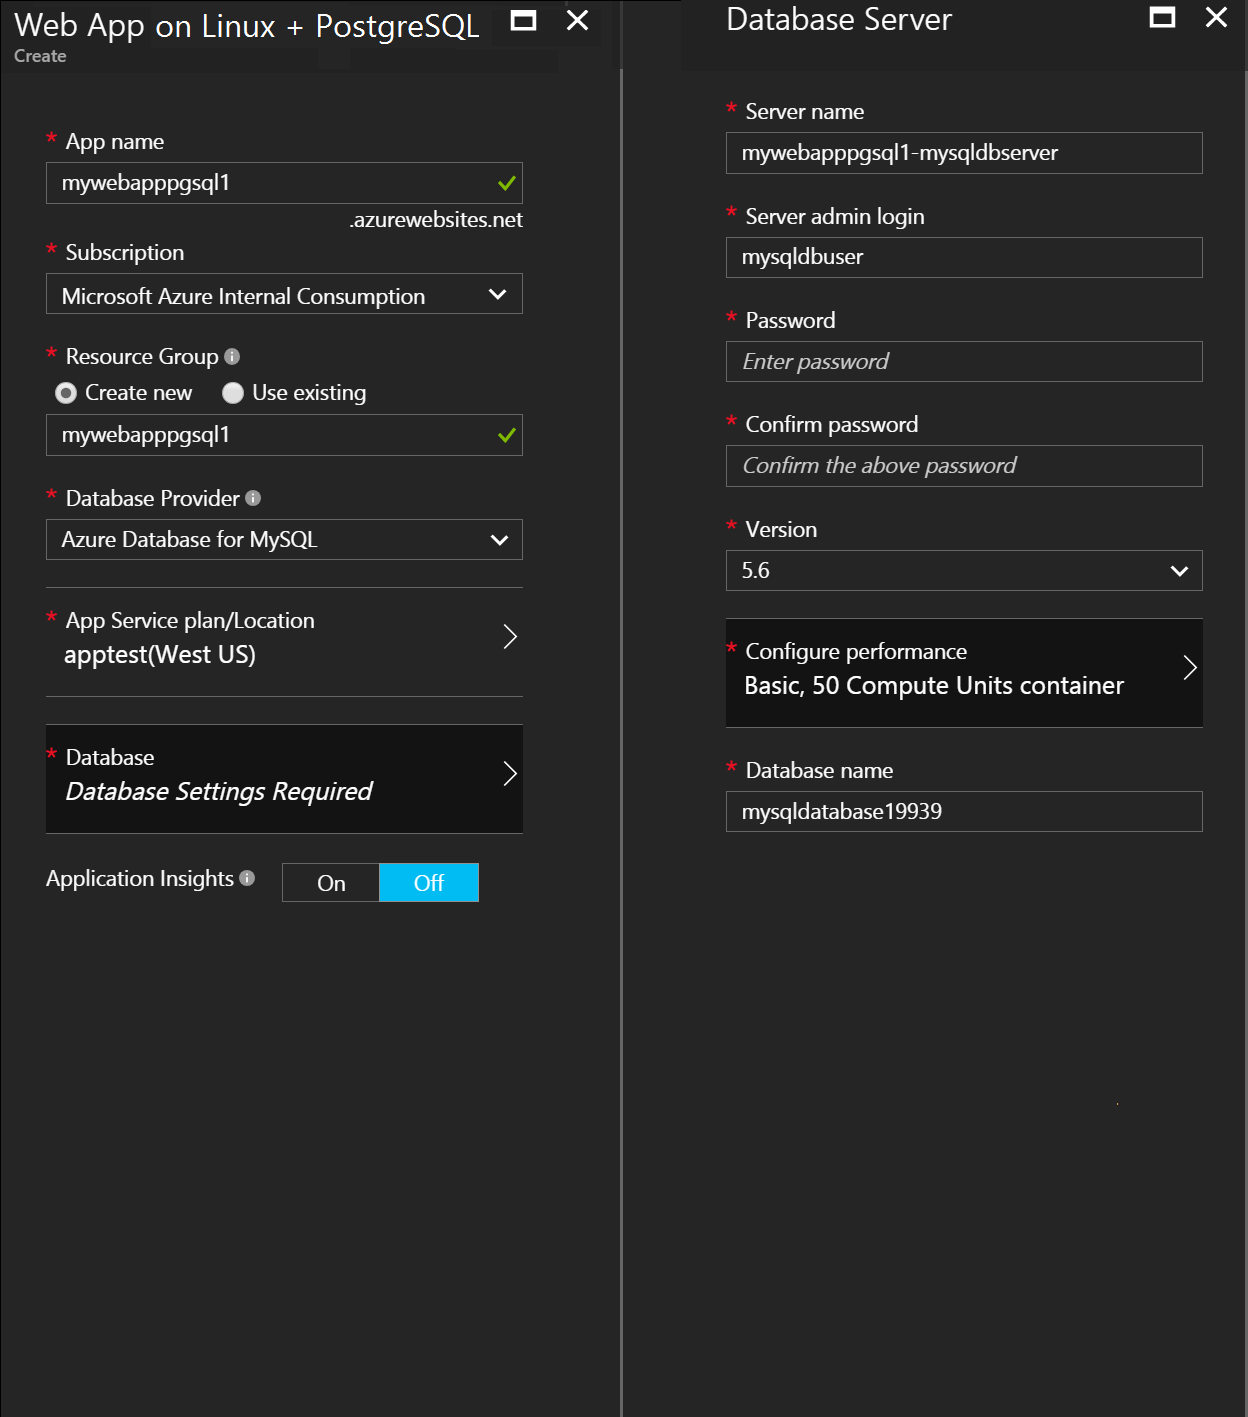 Web App on Linux + PostgreSQL
Create
* App name
mywebapppgsql1
.azurewebsites.net
* Subscription
Microsoft Azure Internal Consumption
* Resource Group
Create new
Use existing
mywebapppgsql1
* Database Provider
Azure Database for MySQL
* App Service plan/Location
apptest(West US)
* Database
Database Settings Required
Application Insights
On
Off
Database Server
* Server name
mywebapppgsql1-mysqldbserver
* Server admin login
mysqldbuser
* Password
Enter password
* Confirm password
Confirm the above password
* Version
5.6
* Configure performance
Basic, 50 Compute Units container
* Database name
mysqldatabase19939